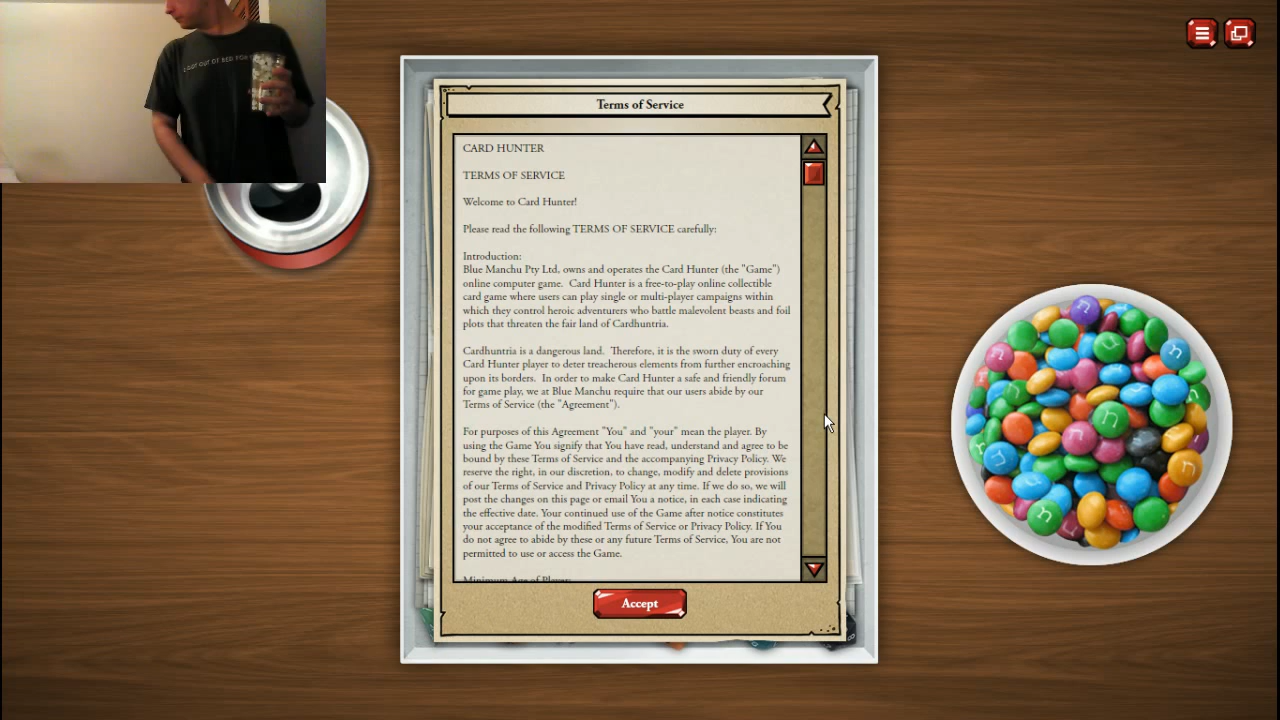 Terms of Service
CARD HUNTER
TERMS OF SERVICE
Welcome to Card Hunter!
Please read the following TERMS OF SERVICE carefully:
Introduction:
Blue Manchu Pty Ltd, owns and operates the Card Hunter (the "Game")
online computer game.  Card Hunter is a free-to-play online collectible
card game where users can play single or multi-player campaigns within
which they control heroic adventurers who battle malevolent beasts and foil
plots that threaten the fair land of Cardhuntria.
Cardhuntria is a dangerous land.  Therefore, it is the sworn duty of every
Card Hunter player to deter treacherous elements from further encroaching
upon its borders.  In order to make Card Hunter a safe and friendly forum
for game play, we at Blue Manchu require that our users abide by our
Terms of Service (the "Agreement").
For purposes of this Agreement "You" and "your" mean the player. By
using the Game You signify that You have read, understand and agree to be
bound by these Terms of Service and the accompanying Privacy Policy. We
reserve the right, in our discretion, to change, modify and delete provisions
of our Terms of Service and Privacy Policy at any time. If we do so, we will
post the changes on this page or email You a notice, in each case indicating
the effective date. Your continued use of the Game after notice constitutes
your acceptance of the modified Terms of Service or Privacy Policy. If You
do not agree to abide by these or any future Terms of Service, You are not
permitted to use or access the Game.
Minimum Age of Player:
Accept
I GOT OUT OF BED FOR